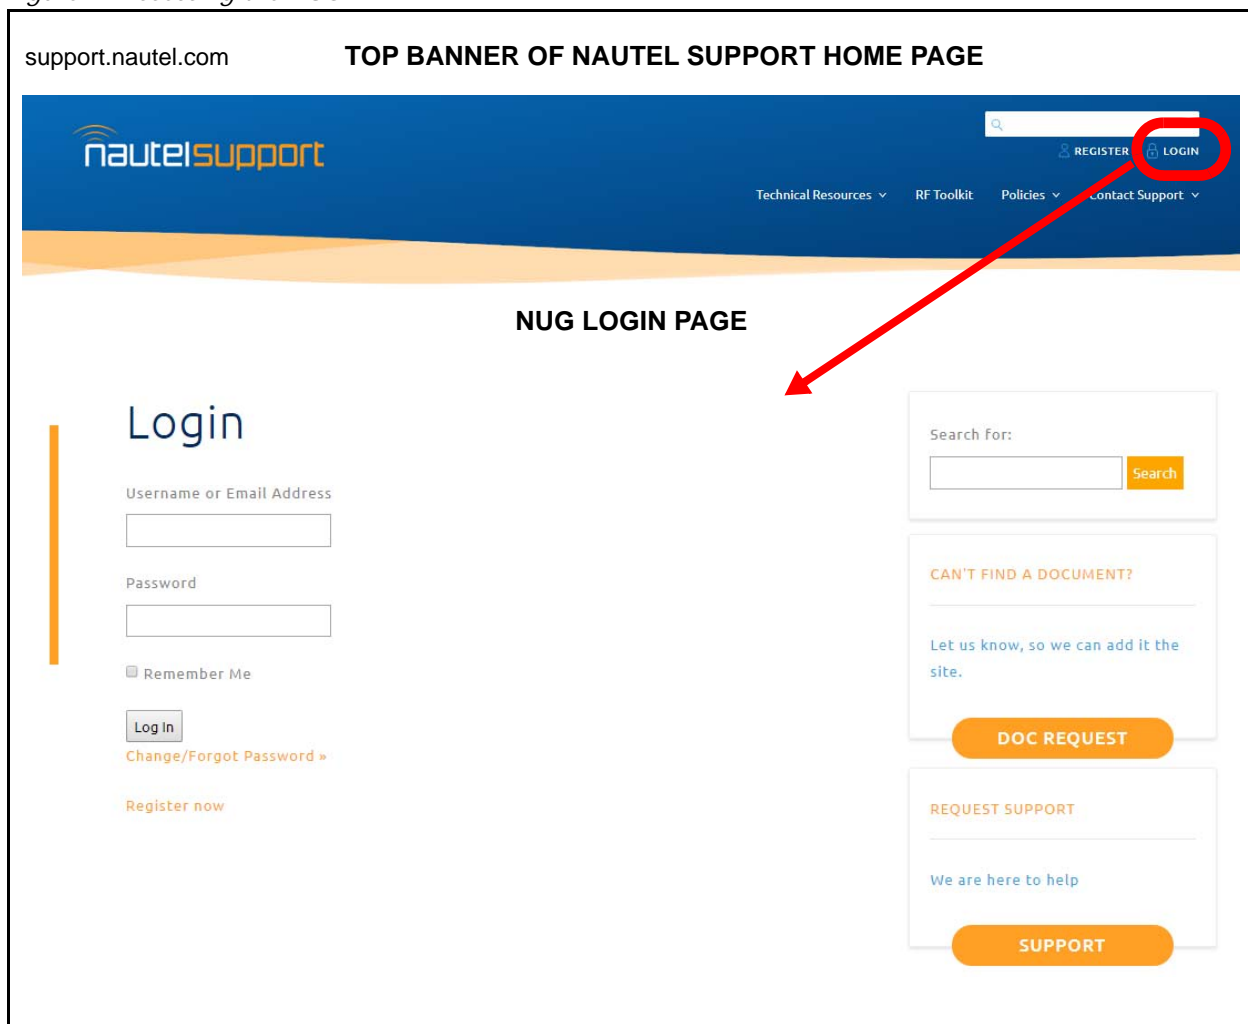 support.nautel.com
TOP BANNER OF NAUTEL SUPPORT HOME PAGE
nautelsupport
REGISTER
LOGIN
Technical Resources
RF Toolkit
Policies
Contact Support
NUG LOGIN PAGE
Login
Username or Email Address
Password
Remember Me
Log In
Change/Forgot Password »
Register now
Search for:
Search
CAN'T FIND A DOCUMENT?
Let us know, so we can add it the
site.
DOC REQUEST
REQUEST SUPPORT
We are here to help
SUPPORT